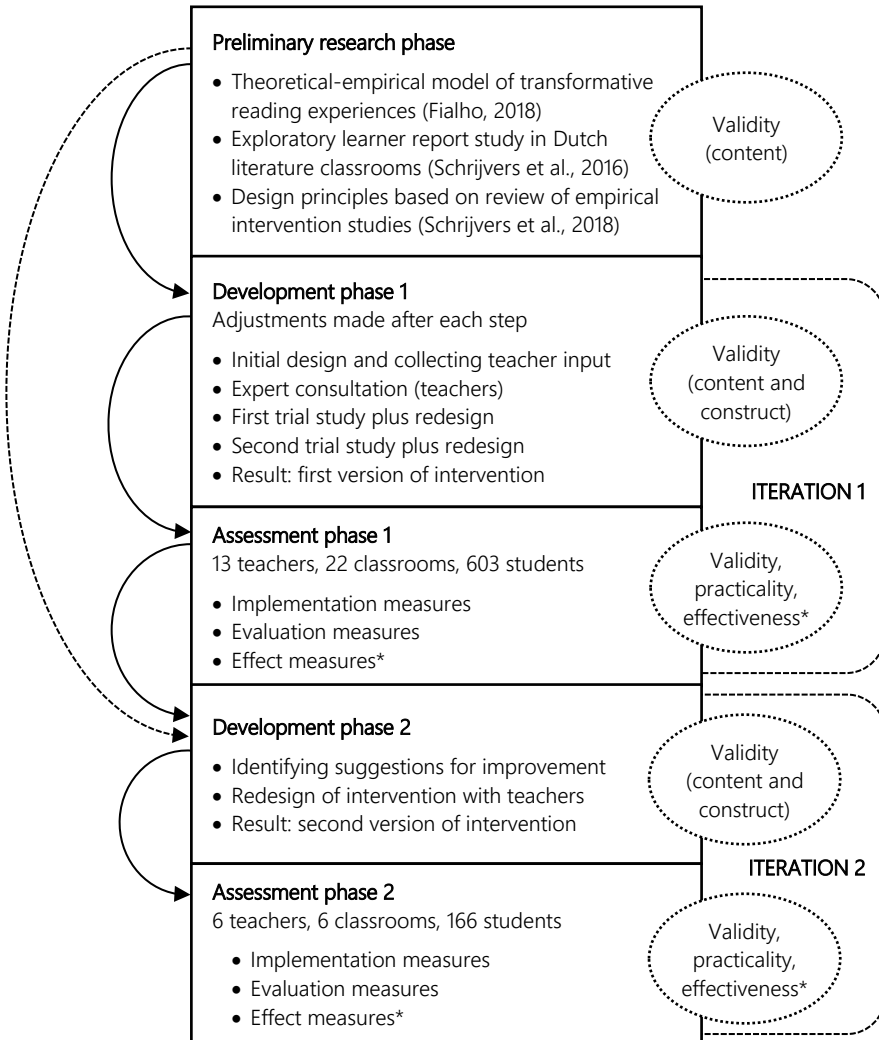 Preliminary research phase
• Theoretical-empirical model of transformative
reading experiences (Fialho, 2018)
• Exploratory learner report study in Dutch
literature classrooms (Schrijvers et al., 2016)
• Design principles based on review of empirical
intervention studies (Schrijvers et al., 2018)
Validity
(content)
Development phase 1
Adjustments made after each step
• Initial design and collecting teacher input
• Expert consultation (teachers)
• First trial study plus redesign
• Second trial study plus redesign
• Result: first version of intervention
Validity
(content and
construct)
ITERATION 1
Assessment phase 1
13 teachers, 22 classrooms, 603 students
• Implementation measures
• Evaluation measures
• Effect measures*
Validity,
practicality,
effectiveness*
Development phase 2
• Identifying suggestions for improvement
• Redesign of intervention with teachers
• Result: second version of intervention
Validity
(content and
construct)
ITERATION 2
Assessment phase 2
6 teachers, 6 classrooms, 166 students
• Implementation measures
• Evaluation measures
• Effect measures*
Validity,
practicality,
effectiveness*